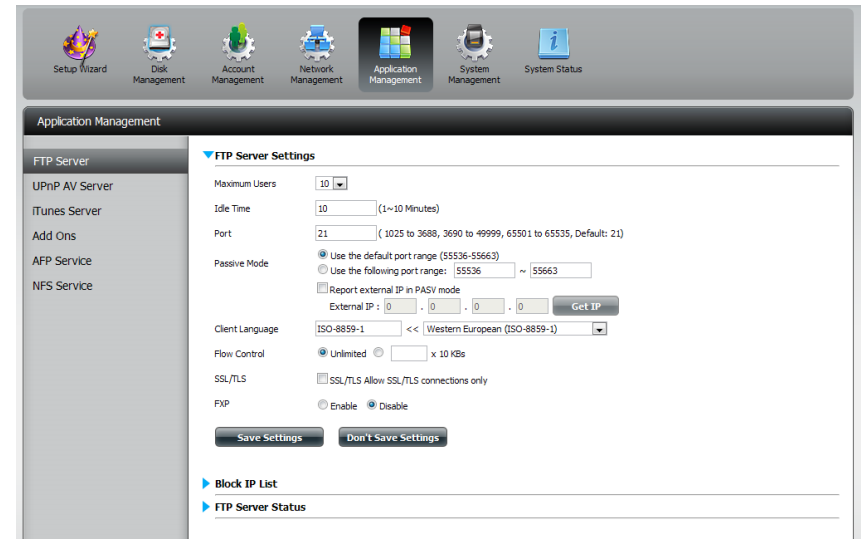 Setup Wizard
Disk Management
Account Management
Network Management
Application Management
System Management
System Status
Application Management
FTP Server
UPnP AV Server
iTunes Server
Add Ons
AFP Service
NFS Service
FTP Server Settings
Maximum Users 10
Idle Time 10 (1~10 Minutes)
Port 21 ( 1025 to 3688, 3690 to 49999, 65501 to 65535, Default: 21)
Passive Mode
Use the default port range (55536-55663)
Use the following port range: 55536 ~ 55663
Report external IP in PASV mode
External IP : 0 . 0 . 0 . 0 Get IP
Client Language ISO-8859-1 << Western European (ISO-8859-1)
Flow Control Unlimited x 10 KBs
SSL/TLS SSL/TLS Allow SSL/TLS connections only
FXP Enable Disable
Save Settings Don't Save Settings
Block IP List
FTP Server Status